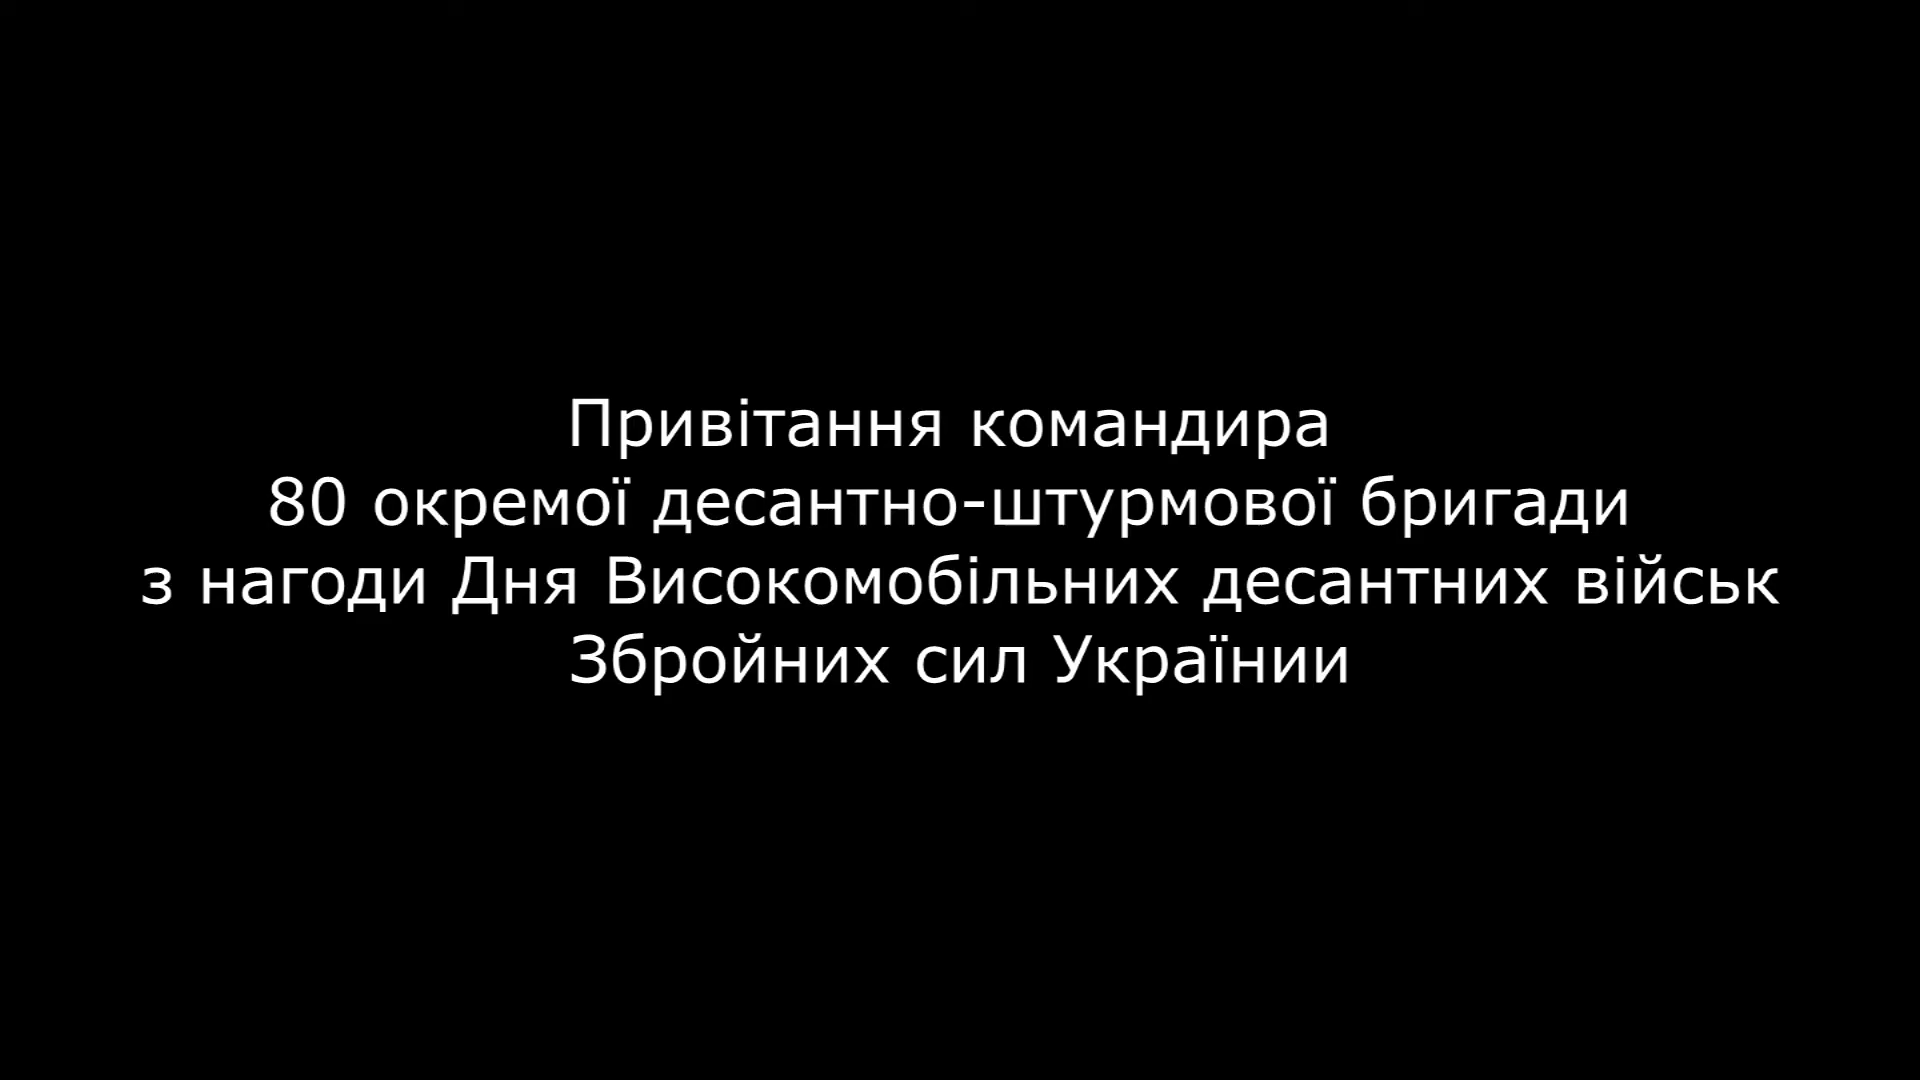 Привітання командира
80 окремої десантно-штурмової бригади
з нагоди Дня Високомобільних десантних військ
Збройних сил Українии